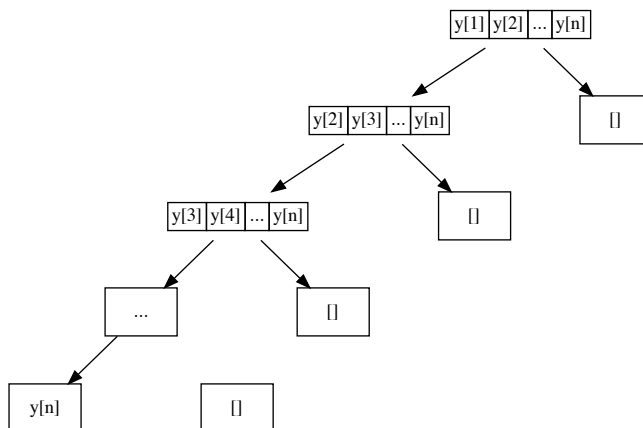 y[1] y[2] ... y[n]
y[2] y[3] ... y[n] []
y[3] y[4] ... y[n] []
... []
y[n] []